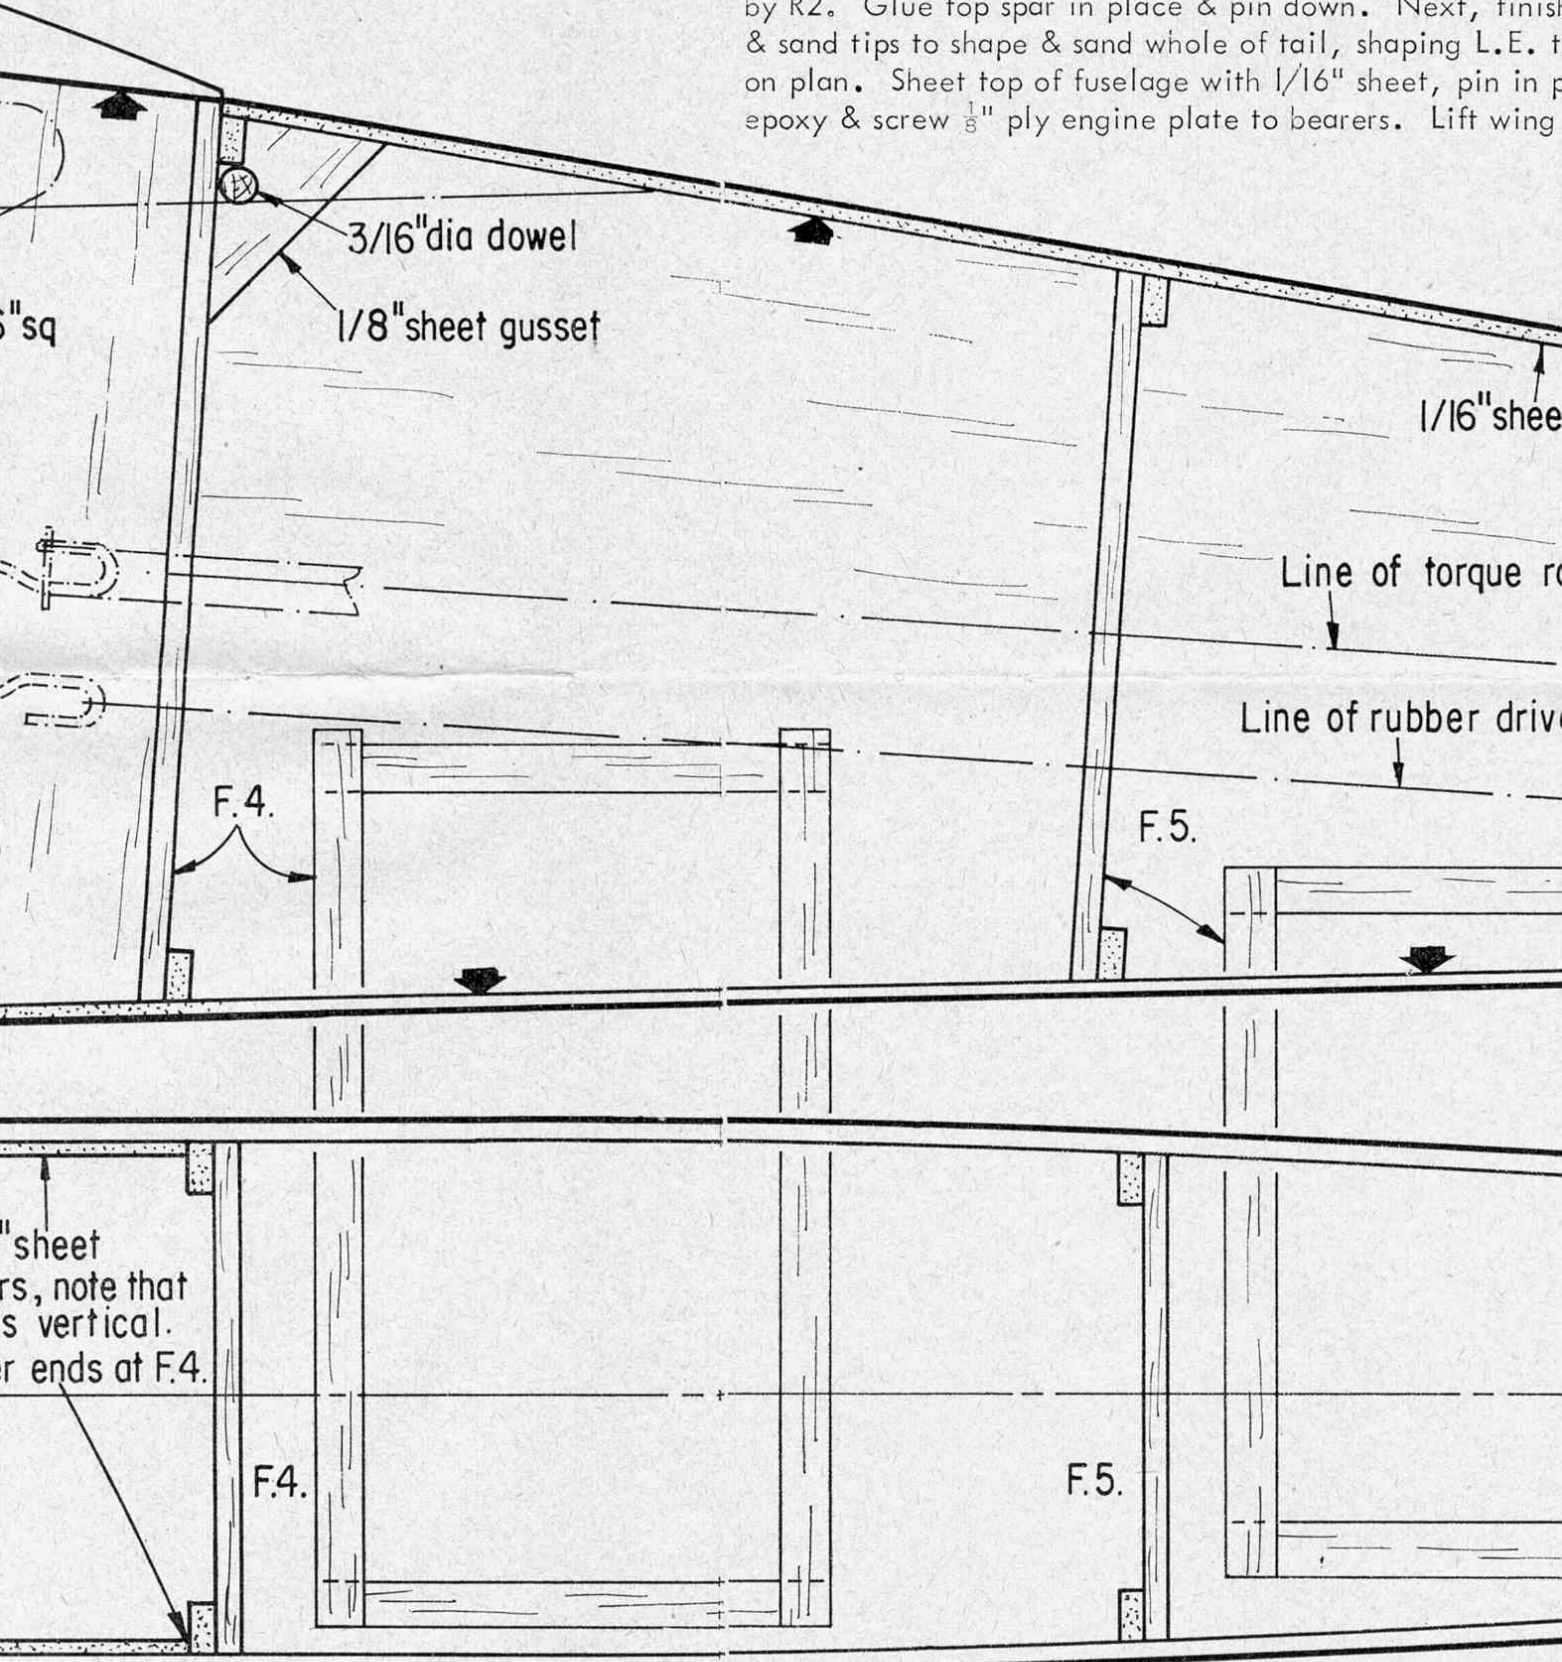 by R2. Glue top spar in place & pin down. Next, finish
& sand tips to shape & sand whole of tail, shaping L.E.
on plan. Sheet top of fuselage with 1/16" sheet, pin in
epoxy & screw 1/8" ply engine plate to bearers. Lift wing
3/16" dia dowel
1/8" sheet gusset
"sq
1/16" shee
Line of torque
Line of rubber drive
F.4.
F.5.
"sheet
rs, note that
s vertical.
er ends at F.4.
F.4.
F.5.